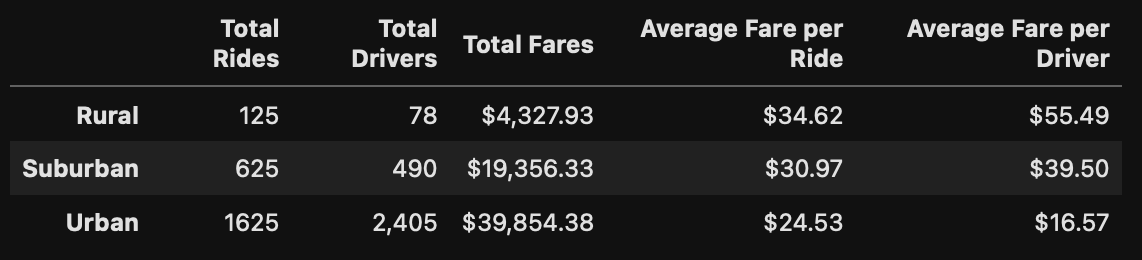 Total Rides Total Drivers Total Fares Average Fare per Ride Average Fare per Driver
Rural 125 78 $4,327.93 $34.62 $55.49
Suburban 625 490 $19,356.33 $30.97 $39.50
Urban 1625 2,405 $39,854.38 $24.53 $16.57